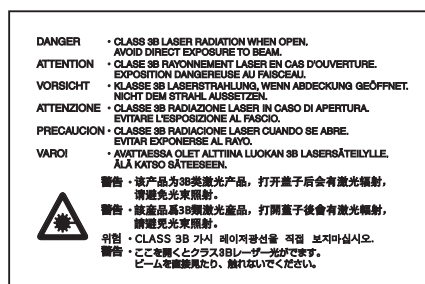 DANGER · CLASS 3B LASER RADIATION WHEN OPEN.
AVOID DIRECT EXPOSURE TO BEAM.
ATTENTION · CLASE 3B RAYONNEMENT LASER EN CAS D'OUVERTURE.
EXPOSITION DANGEREUSE AU FAISCEAU.
VORSICHT · KLASSE 3B LASERSTRAHLUNG, WENN ABDECKUNG GEÖFFNET.
NICHT DEM STRAHL AUSSETZEN.
ATTENZIONE · CLASSE 3B RADIAZIONE LASER IN CASO DI APERTURA.
EVITARE L'ESPOSIZIONE AL FASCIO.
PRECAUCION · CLASE 3B RADIACIONE LASER CUANDO SE ABRE.
EVITAR EXPONERSE AL RAYO.
VARO! · AVATTAESSA OLET ALTTIINA LUOKAN 3B LASERSÄTEILYLLE.
ÄLÄ KATSO SÄTEESEEN.
警告 · 该产品为3B类激光产品，打开盖子后会有激光辐射，
请避免光束照射。
警告 · 該産品爲3B類激光産品，打開蓋子後會有激光輻射，
請避免光束照射。
위험 · CLASS 3B 가시 레이저광선을 직접 보지마십시오.
警告 · ここを開くとクラス3Bレーザー光がでます。
ビームを直接見たり、触れないでください。